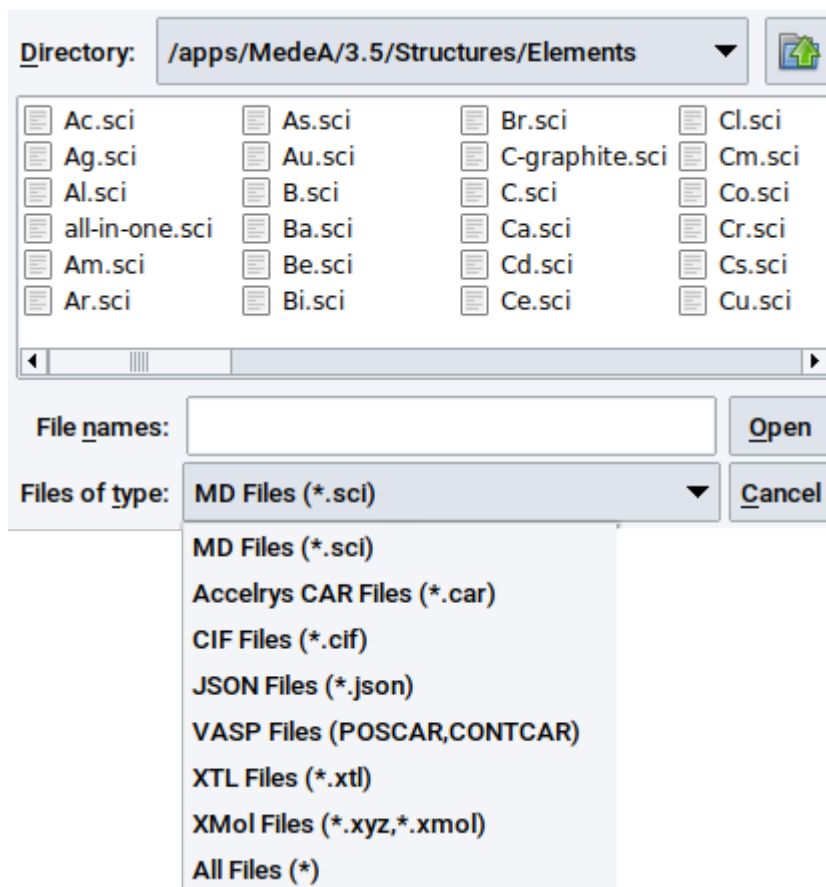 Directory: /apps/MedeA/3.5/Structures/Elements
Ac.sci As.sci Br.sci Cl.sci
Ag.sci Au.sci C-graphite.sci Cm.sci
Al.sci B.sci C.sci Co.sci
all-in-one.sci Ba.sci Ca.sci Cr.sci
Am.sci Be.sci Cd.sci Cs.sci
Ar.sci Bi.sci Ce.sci Cu.sci
File names: Open
Files of type: MD Files (*.sci) Cancel
MD Files (*.sci)
Accelrys CAR Files (*.car)
CIF Files (*.cif)
JSON Files (*.json)
VASP Files (POSCAR,CONTCAR)
XTL Files (*.xtl)
XMol Files (*.xyz,*.xmol)
All Files (*)